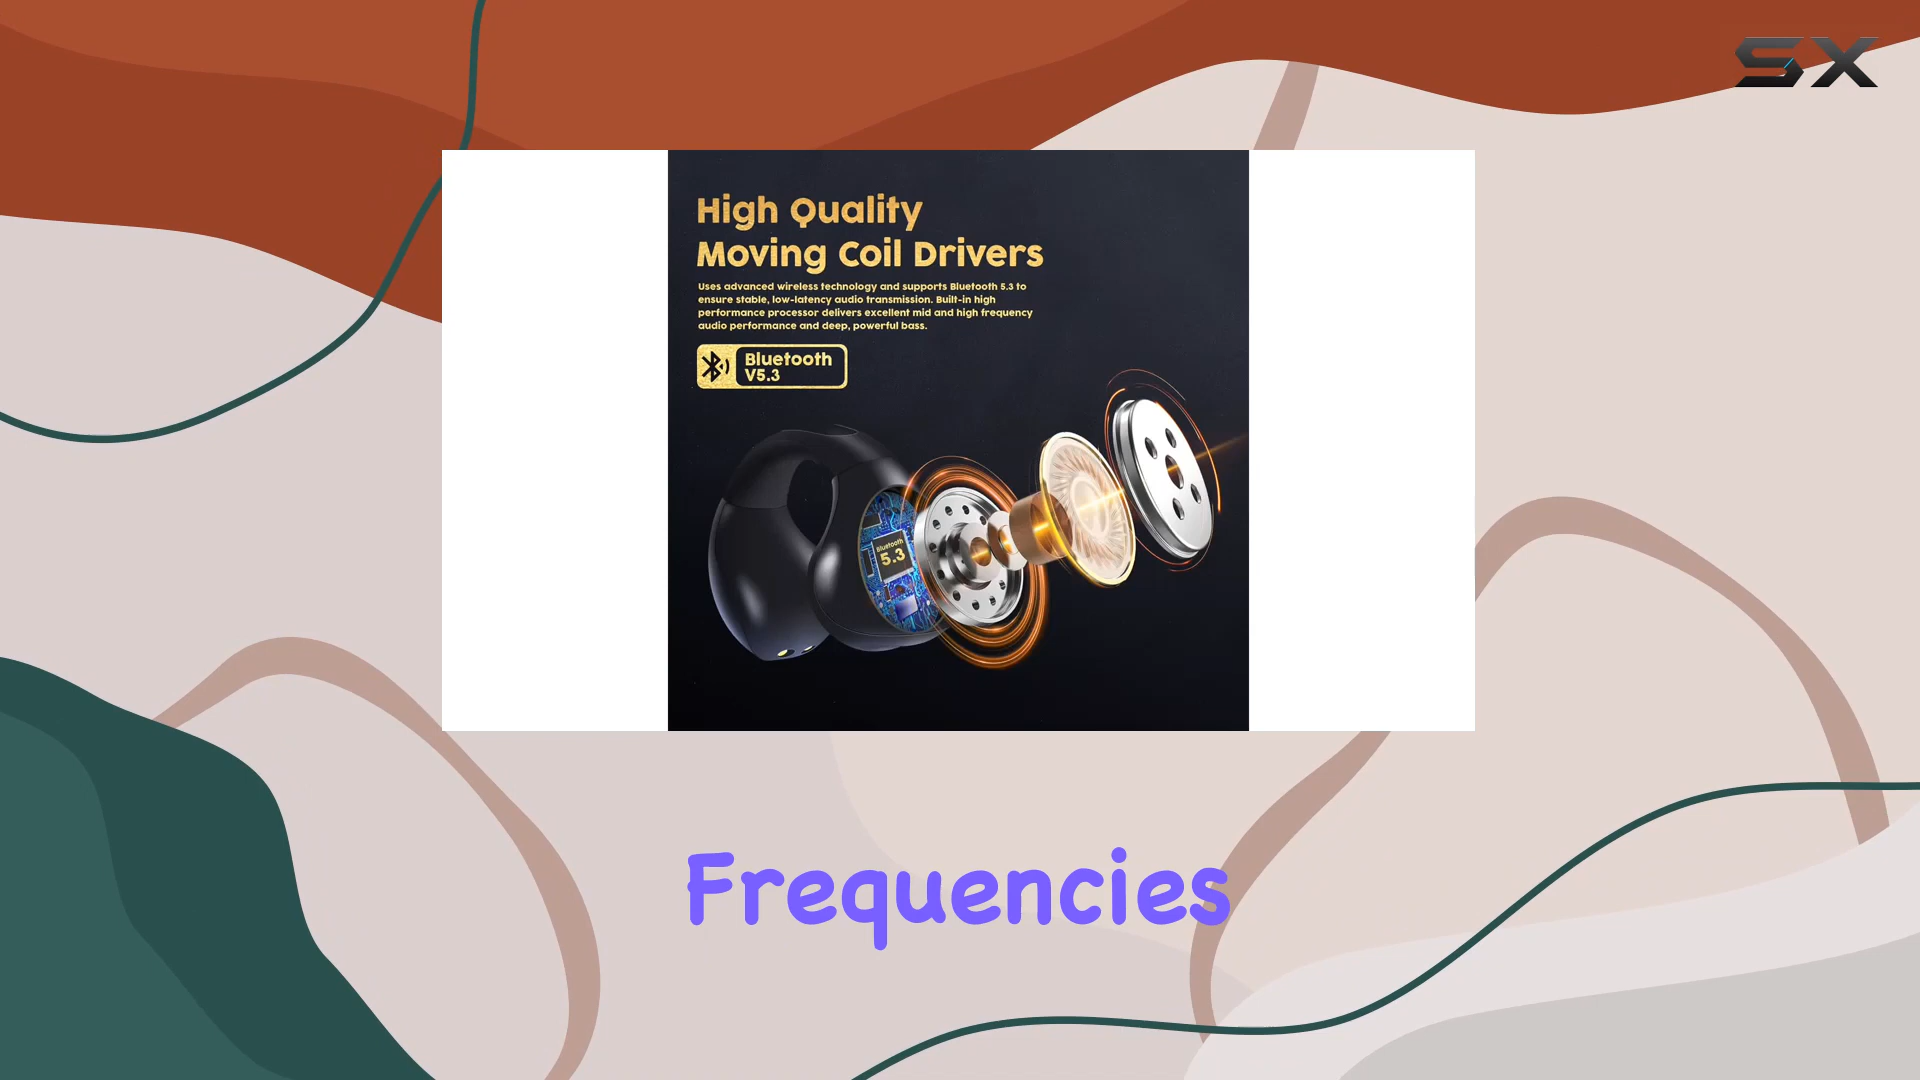 SX
High Quality
Moving Coil Drivers
Uses advanced wireless technology and supports Bluetooth 5.3 to
ensure stable, low-latency audio transmission. Built-in high
performance processor delivers excellent mid and high frequency
audio performance and deep, powerful bass.
Bluetooth
V5.3
Bluetooth
5.3
Frequencies